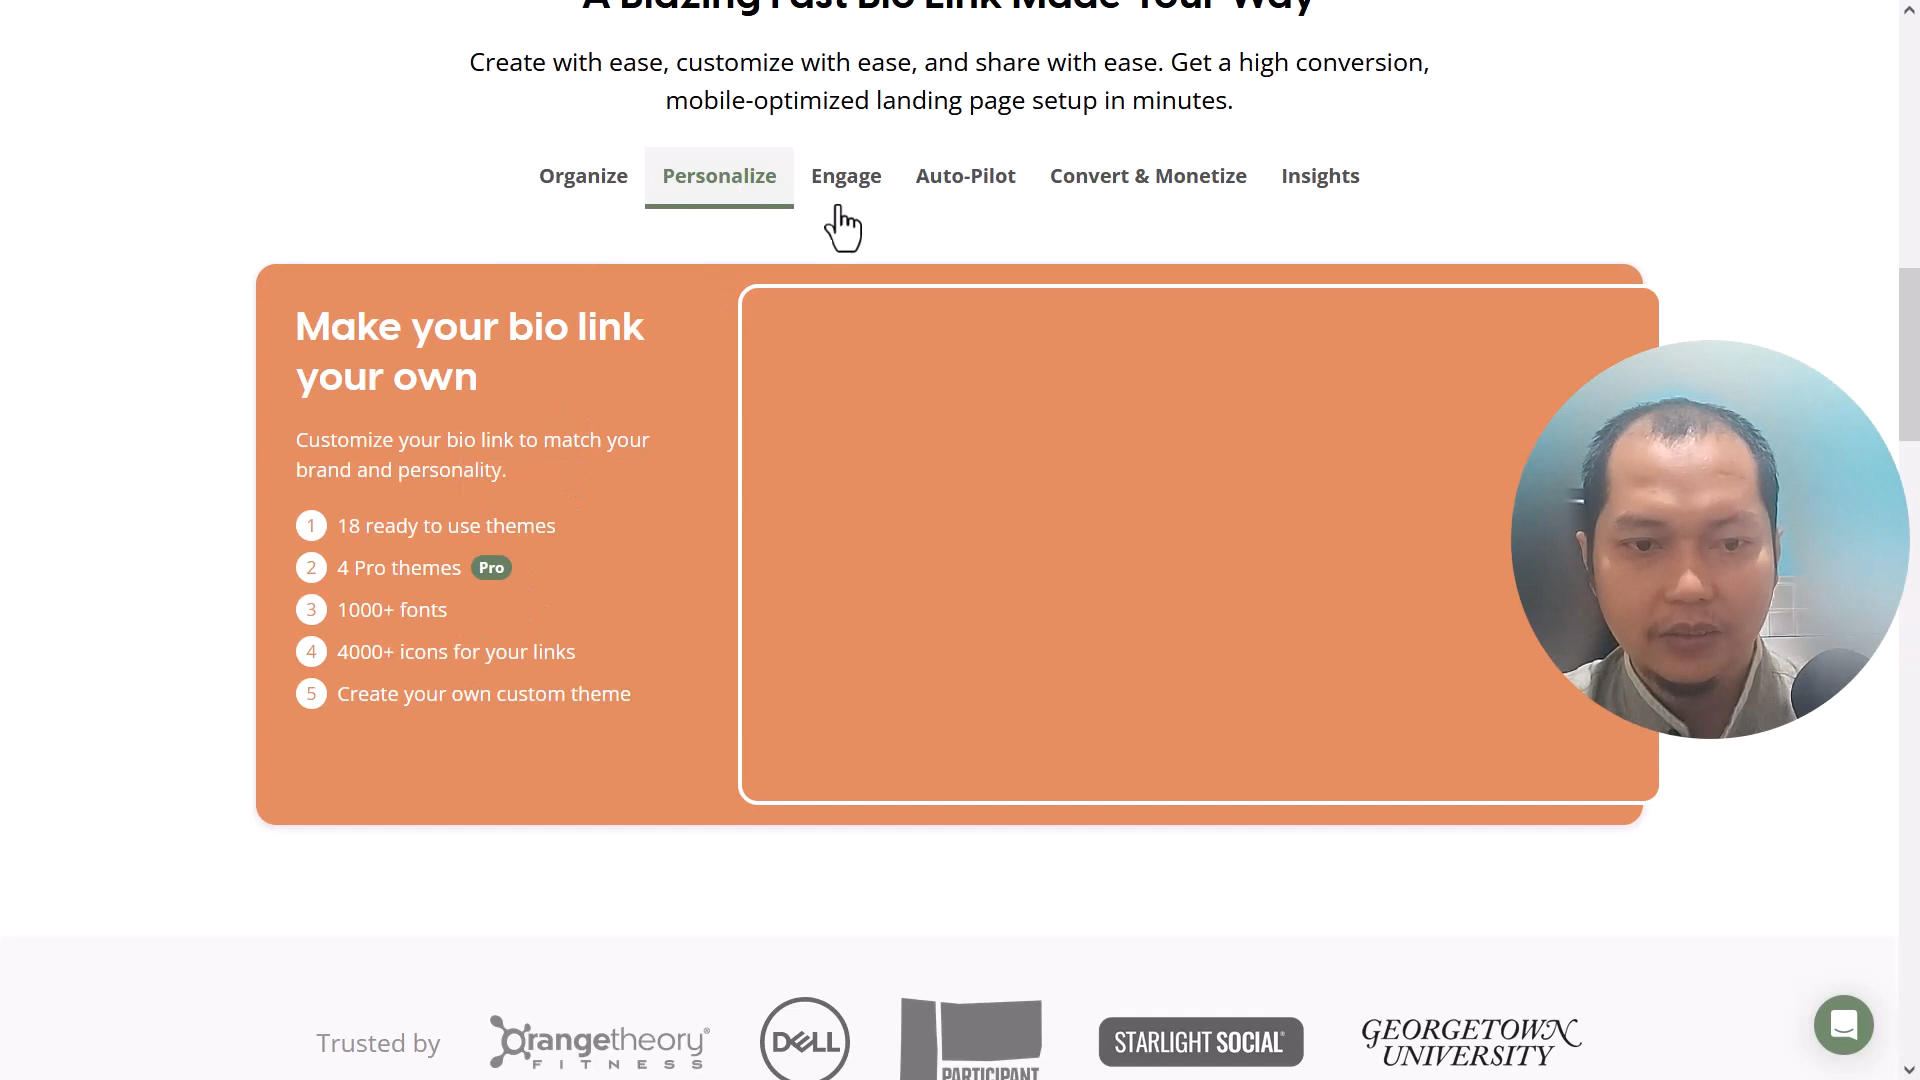 A Blazing Fast Bio Link Made Your Way
Create with ease, customize with ease, and share with ease. Get a high conversion,
mobile-optimized landing page setup in minutes.
Organize Personalize Engage Auto-Pilot Convert & Monetize Insights
Make your bio link
your own
Customize your bio link to match your
brand and personality.
1 18 ready to use themes
2 4 Pro themes Pro
3 1000+ fonts
4 4000+ icons for your links
5 Create your own custom theme
Trusted by
Orangetheory®
FITNESS
DELL
PARTICIPANT
STARLIGHT SOCIAL
GEORGETOWN
UNIVERSITY